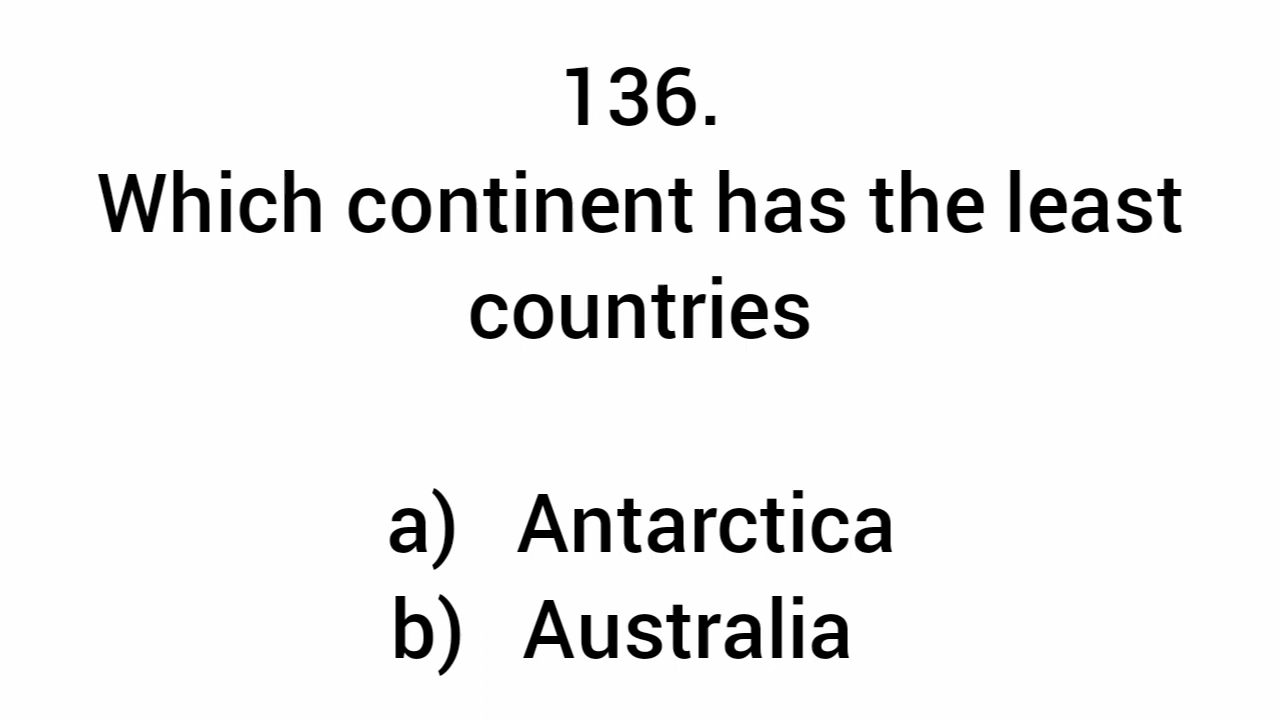 136.
Which continent has the least
countries
a) Antarctica
b) Australia